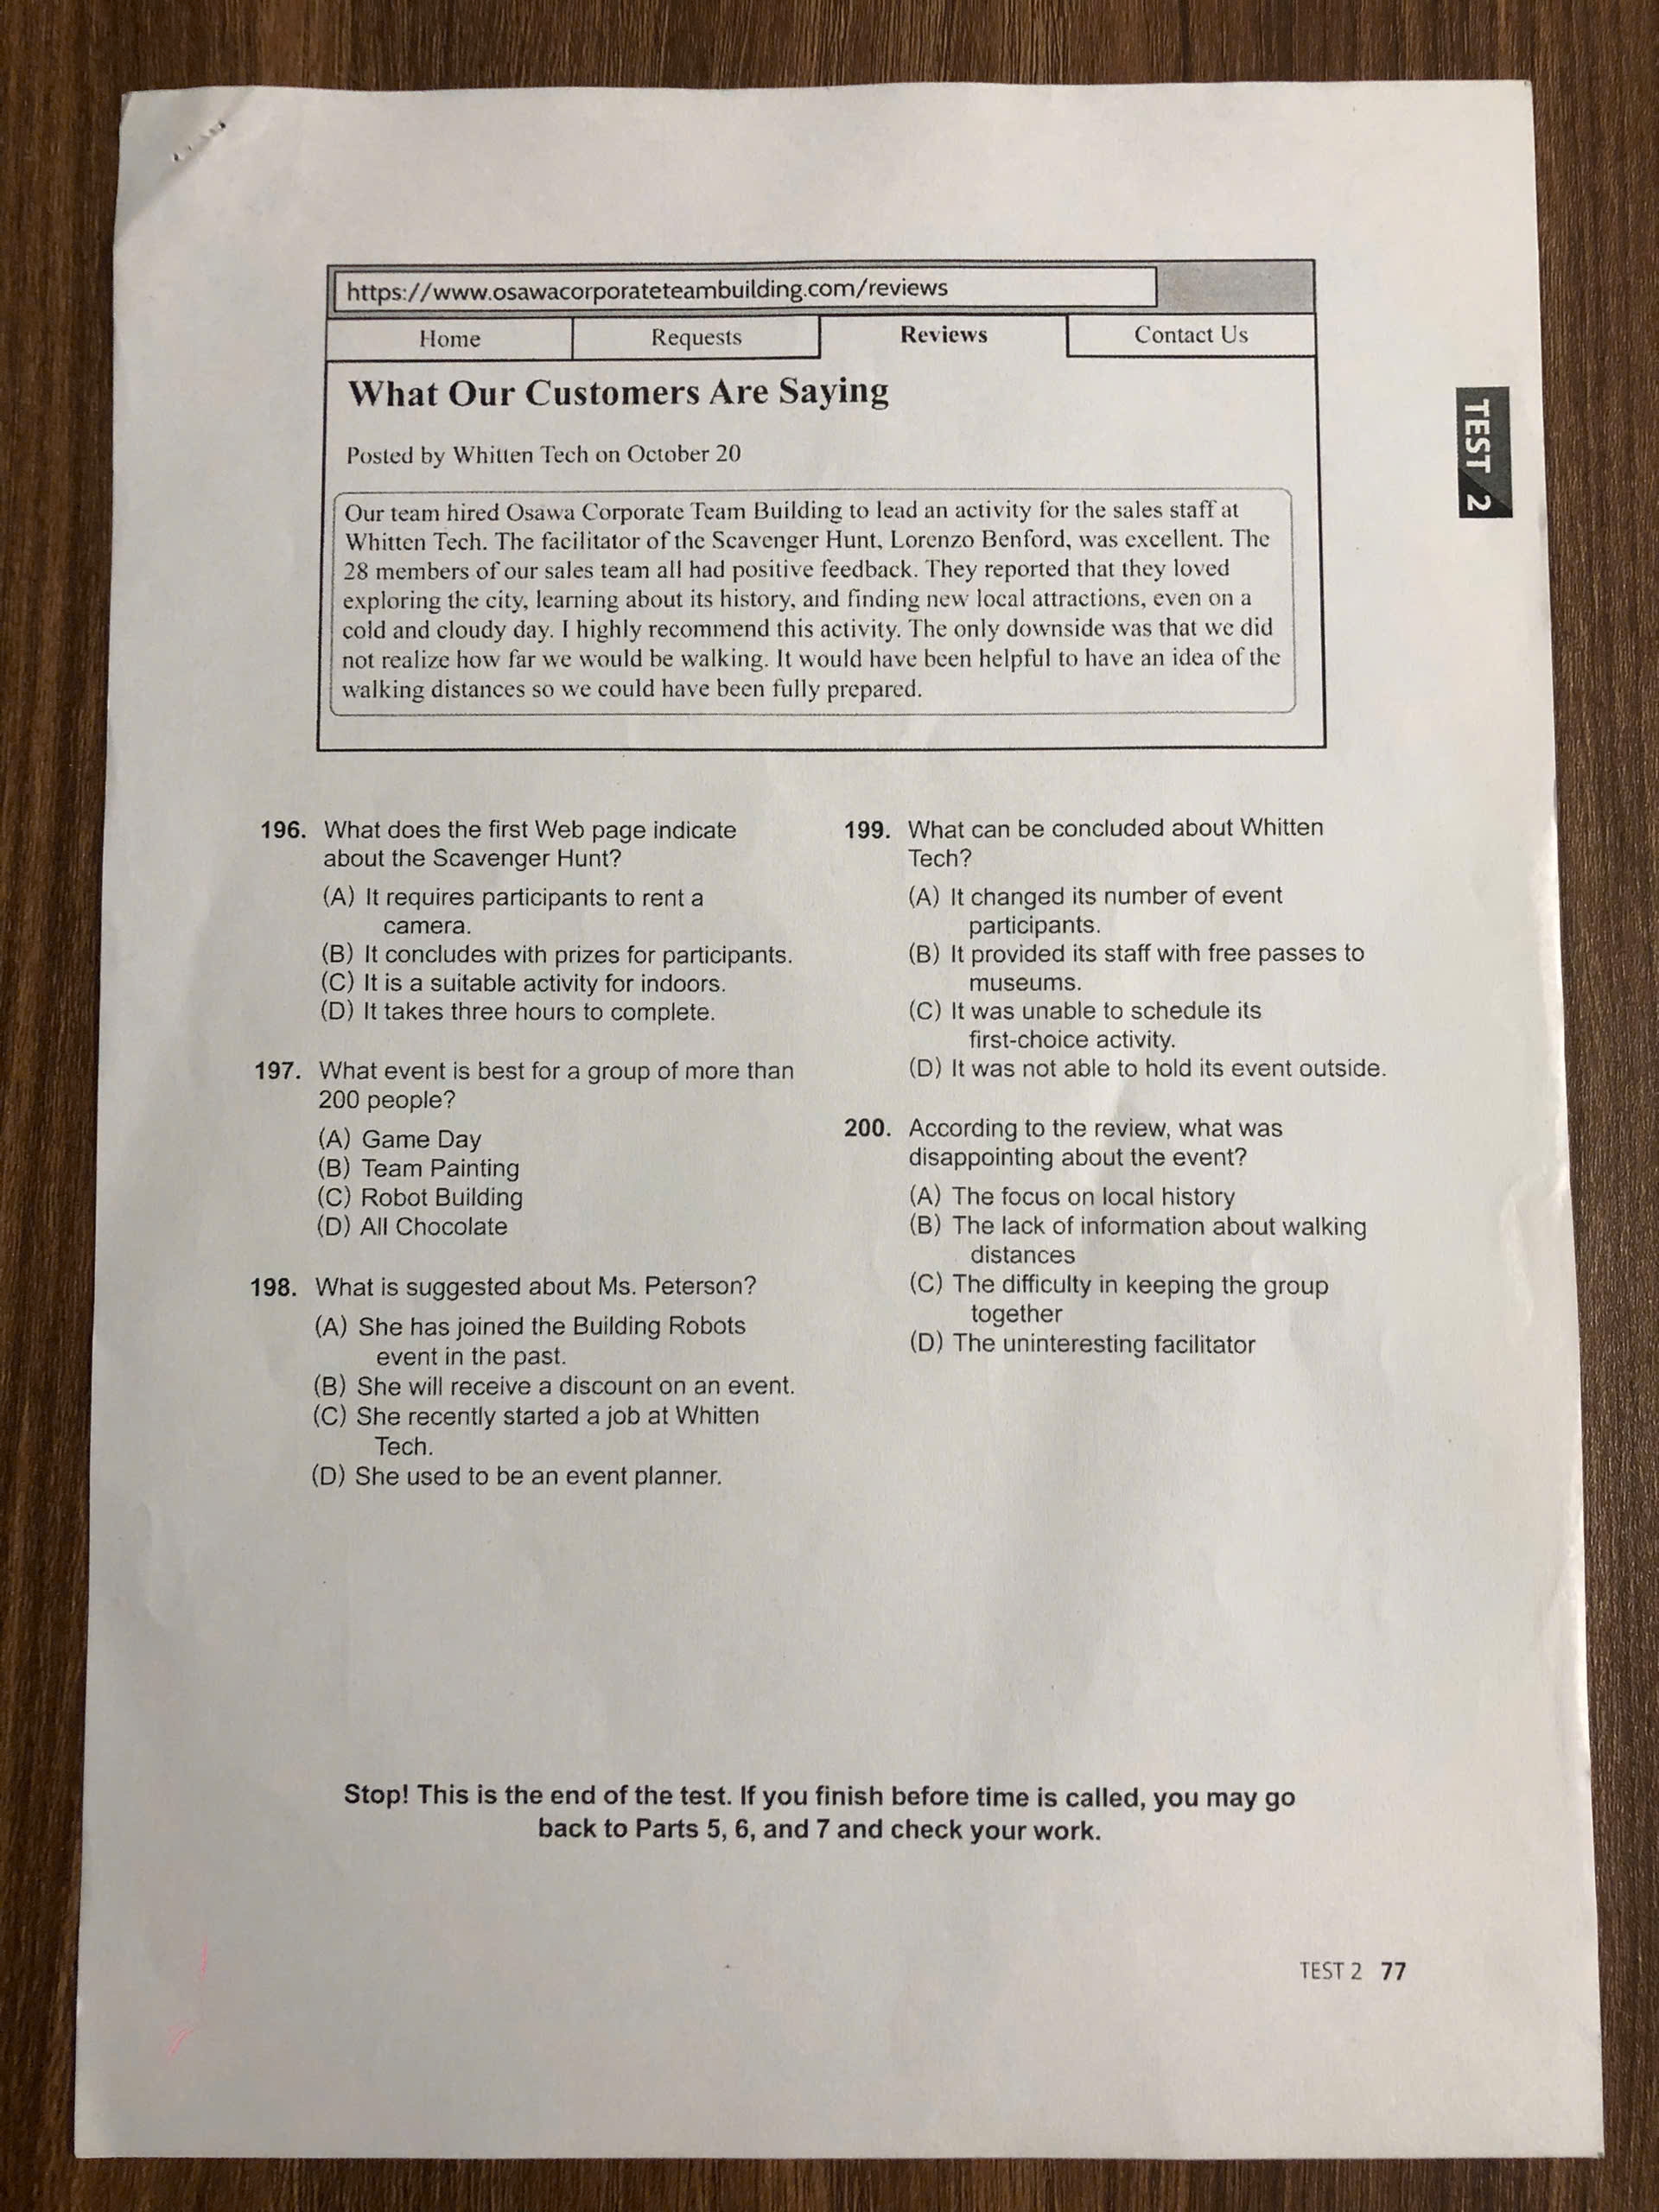 https://www.osawacorporateteambuilding.com/reviews
Home
Requests
Reviews
Contact Us
What Our Customers Are Saying
Posted by Whitten Tech on October 20
Our team hired Osawa Corporate Team Building to lead an activity for the sales staff at
Whitten Tech. The facilitator of the Scavenger Hunt, Lorenzo Benford, was excellent. The
28 members of our sales team all had positive feedback. They reported that they loved
exploring the city, learning about its history, and finding new local attractions, even on a
cold and cloudy day. I highly recommend this activity. The only downside was that we did
not realize how far we would be walking. It would have been helpful to have an idea of the
walking distances so we could have been fully prepared.
TEST 2
196. What does the first Web page indicate
about the Scavenger Hunt?
(A) It requires participants to rent a
camera.
(B) It concludes with prizes for participants.
(C) It is a suitable activity for indoors.
(D) It takes three hours to complete.
197. What event is best for a group of more than
200 people?
(A) Game Day
(B) Team Painting
(C) Robot Building
(D) All Chocolate
198. What is suggested about Ms. Peterson?
(A) She has joined the Building Robots
event in the past.
(B) She will receive a discount on an event.
(C) She recently started a job at Whitten
Tech.
(D) She used to be an event planner.
199. What can be concluded about Whitten
Tech?
(A) It changed its number of event
participants.
(B) It provided its staff with free passes to
museums.
(C) It was unable to schedule its
first-choice activity.
(D) It was not able to hold its event outside.
200. According to the review, what was
disappointing about the event?
(A) The focus on local history
(B) The lack of information about walking
distances
(C) The difficulty in keeping the group
together
(D) The uninteresting facilitator
Stop! This is the end of the test. If you finish before time is called, you may go
back to Parts 5, 6, and 7 and check your work.
TEST 2 77